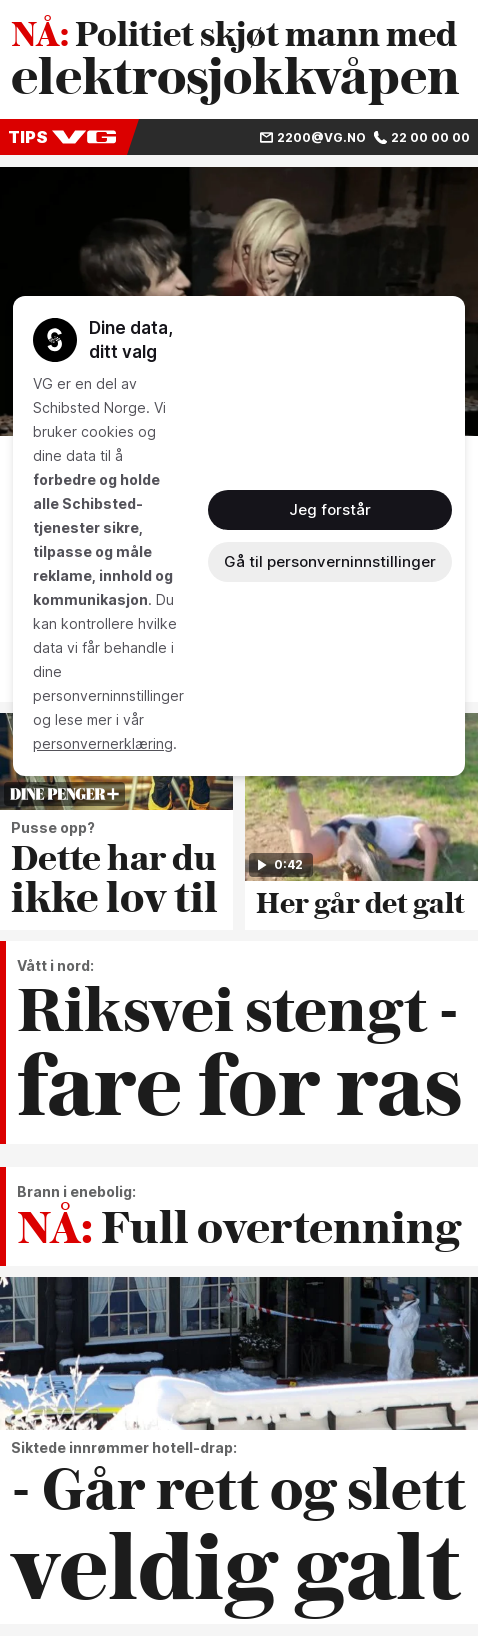 NÅ: Politiet skjøt mann med
elektrosjokkvåpen
TIPS VG
2200@VG.NO 22 00 00 00
Dine data,
ditt valg
VG er en del av
Schibsted Norge. Vi
bruker cookies og
dine data til å
forbedre og holde
alle Schibsted-
tjenester sikre,
tilpasse og måle
reklame, innhold og
kommunikasjon. Du
kan kontrollere hvilke
data vi får behandle i
dine
personverninnstillinger
og lese mer i vår
personvernerklæring.
Jeg forstår
Gå til personverninnstillinger
DINE PENGER+
Pusse opp?
Dette har du
ikke lov til
0:42
Her går det galt
Vått i nord:
Riksvei stengt -
fare for ras
Brann i enebolig:
NÅ: Full overtenning
Siktede innrømmer hotell-drap:
- Går rett og slett
veldig galt